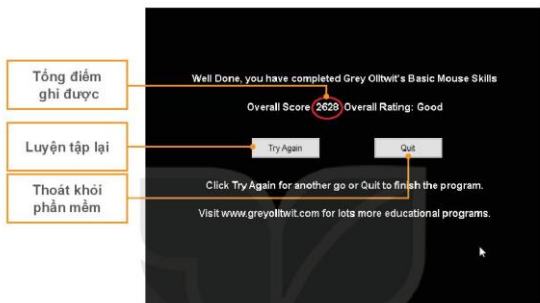 Tổng điểm
ghi được
Luyện tập lại
Thoát khỏi
phần mềm
Well Done, you have completed Grey Olltwit's Basic Mouse Skills
Overall Score 2628 Overall Rating: Good
Try Again Quit
Click Try Again for another go or Quit to finish the program.
Visit www.greyolltwit.com for lots more educational programs.